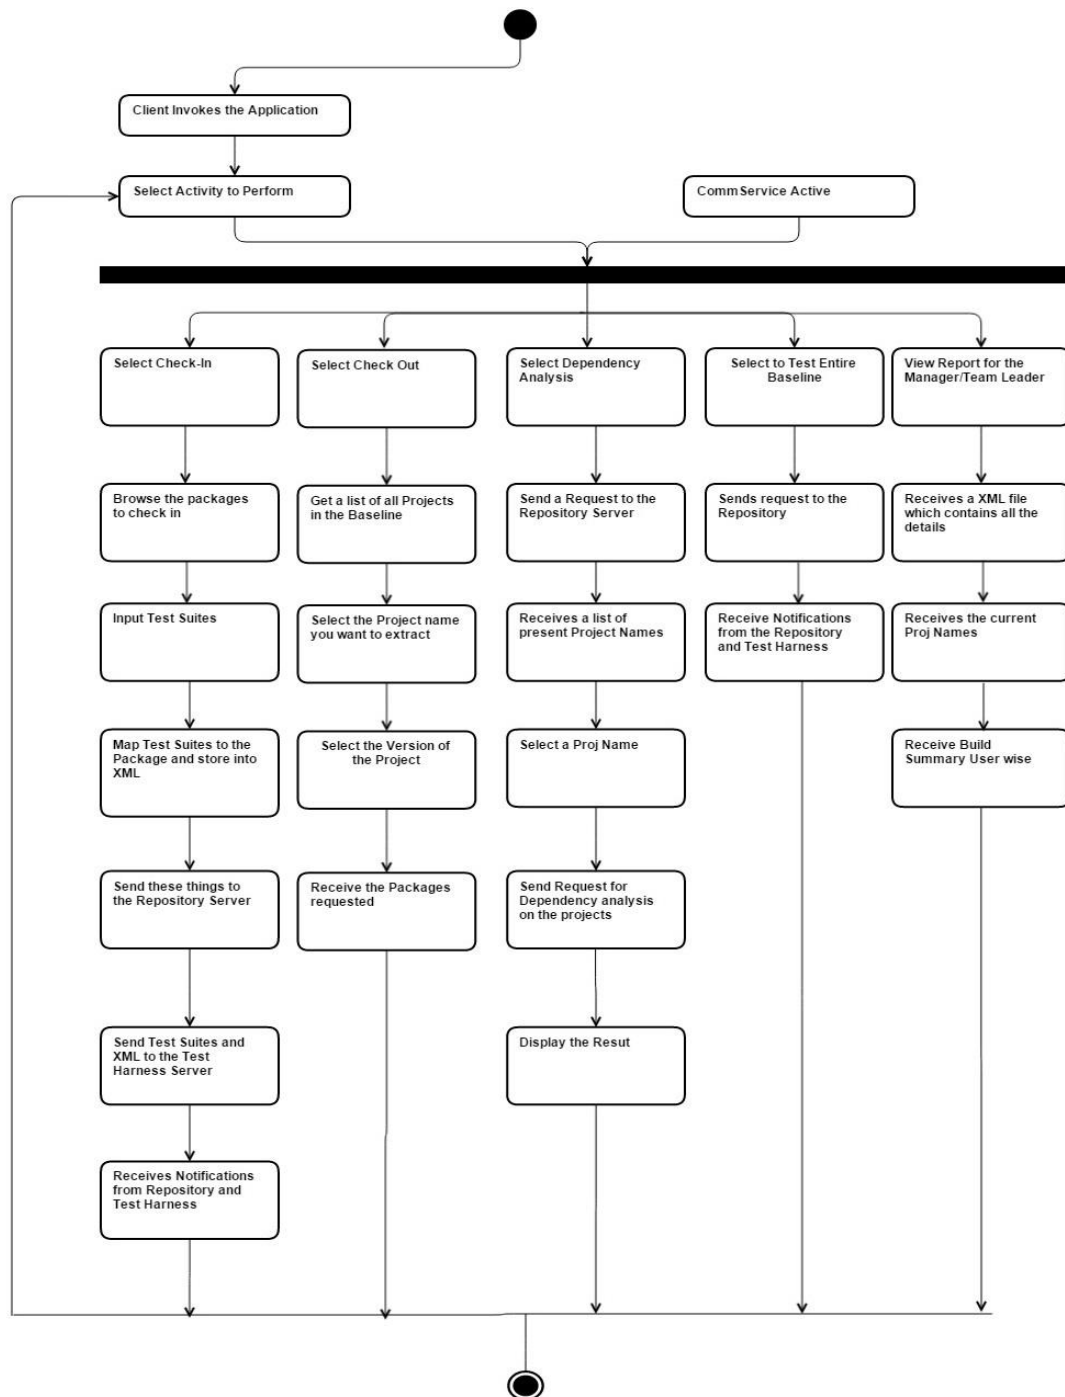 Client Invokes the Application
Select Activity to Perform
CommService Active
Select Check-In
Select Check Out
Select Dependency
Analysis
Select to Test Entire
Baseline
View Report for the
Manager/Team Leader
Browse the packages
to check in
Get a list of all Projects
in the Baseline
Send a Request to the
Repository Server
Sends request to the
Repository
Receives a XML file
which contains all the
details
Input Test Suites
Select the Project name
you want to extract
Receives a list of
present Project Names
Receive Notifications
from the Repository
and Test Harness
Receives the current
Proj Names
Map Test Suites to the
Package and store into
XML
Select the Version of
the Project
Select a Proj Name
Receive Build
Summary User wise
Send these things to
the Repository Server
Receive the Packages
requested
Send Request for
Dependency analysis
on the projects
Send Test Suites and
XML to the Test
Harness Server
Display the Resut
Receives Notifications
from Repository and
Test Harness